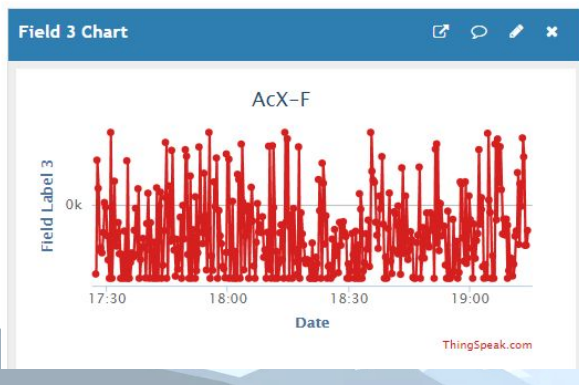 Field 3 Chart
AcX-F
Field Label 3
0k
17:30 18:00 18:30 19:00
Date
ThingSpeak.com